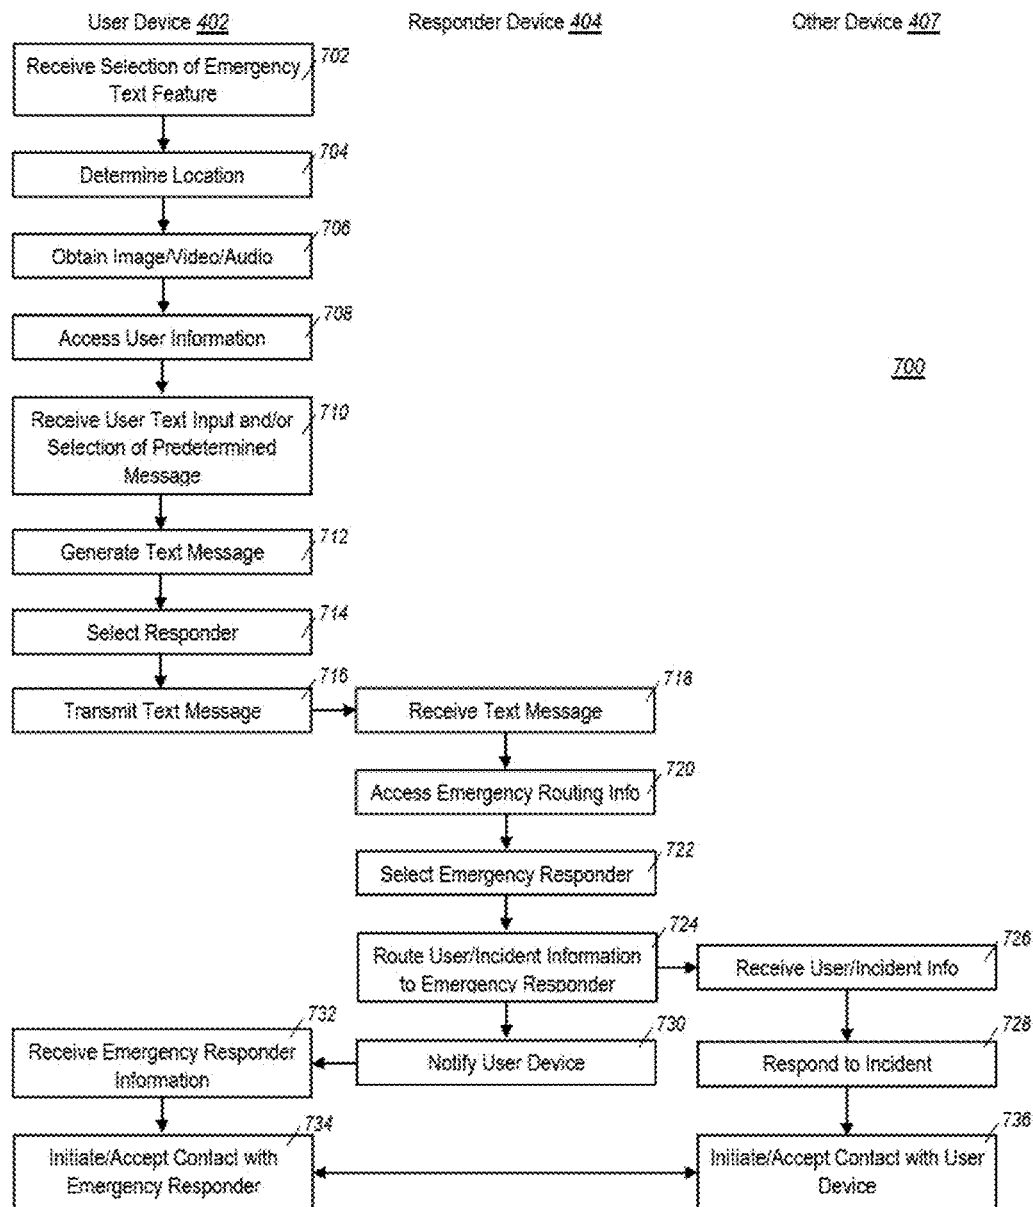 User Device 402
Responder Device 404
Other Device 407
702
Receive Selection of Emergency
Text Feature
704
Determine Location
706
Obtain Image/Video/Audio
708
Access User Information
700
710
Receive User Text Input and/or
Selection of Predetermined
Message
712
Generate Text Message
714
Select Responder
716
Transmit Text Message
718
Receive Text Message
720
Access Emergency Routing Info
722
Select Emergency Responder
724
Route User/Incident Information
to Emergency Responder
726
Receive User/Incident Info
732
Receive Emergency Responder
Information
730
Notify User Device
728
Respond to Incident
734
Initiate/Accept Contact with
Emergency Responder
736
Initiate/Accept Contact with User
Device